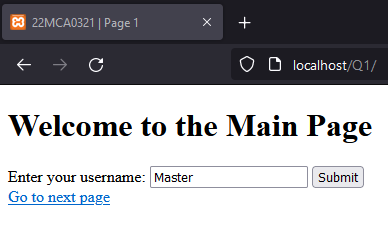 22MCA0321 | Page 1
localhost/Q1/
Welcome to the Main Page
Enter your username: Master Submit
Go to next page